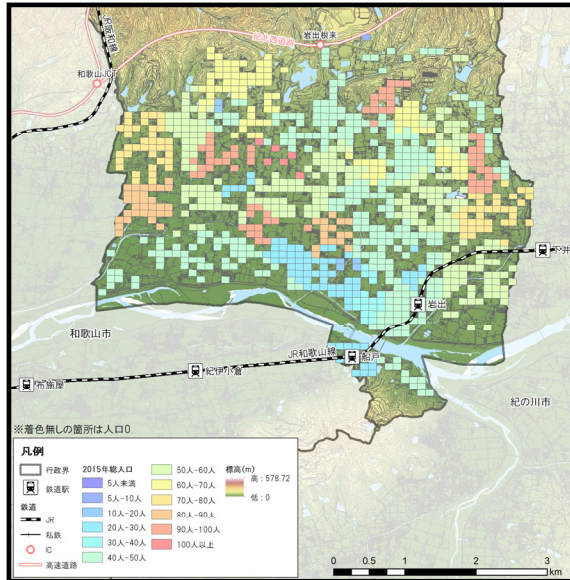 JR阪和線
紀北西道路
岩出根来
和歌山JCT
下井
岩出
和歌山市
JR和歌山線
船戸
紀伊小倉
布施屋
紀の川市
※着色無しの箇所は人口0
凡例
行政界
鉄道駅
鉄道
JR
私鉄
IC
高速道路
2015年総人口
5人未満
5人-10人
10人-20人
20人-30人
30人-40人
40人-50人
50人-60人
60人-70人
70人-80人
80人-90人
90人-100人
100人以上
標高(m)
高 : 578.72
低 : 0
0 0.5 1 2 3
km